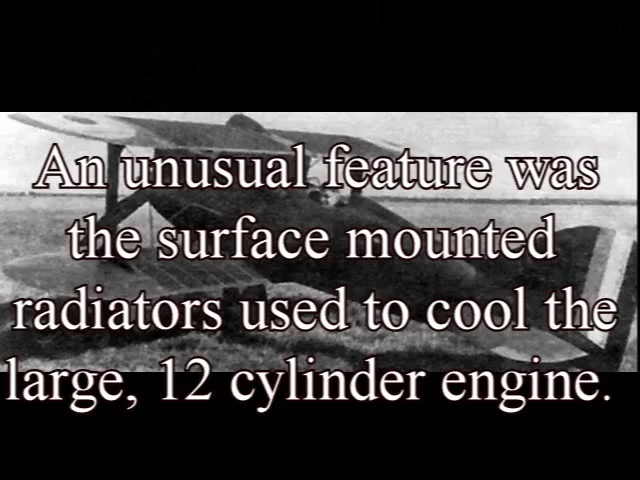 An unusual feature was
the surface mounted
radiators used to cool the
large, 12 cylinder engine.